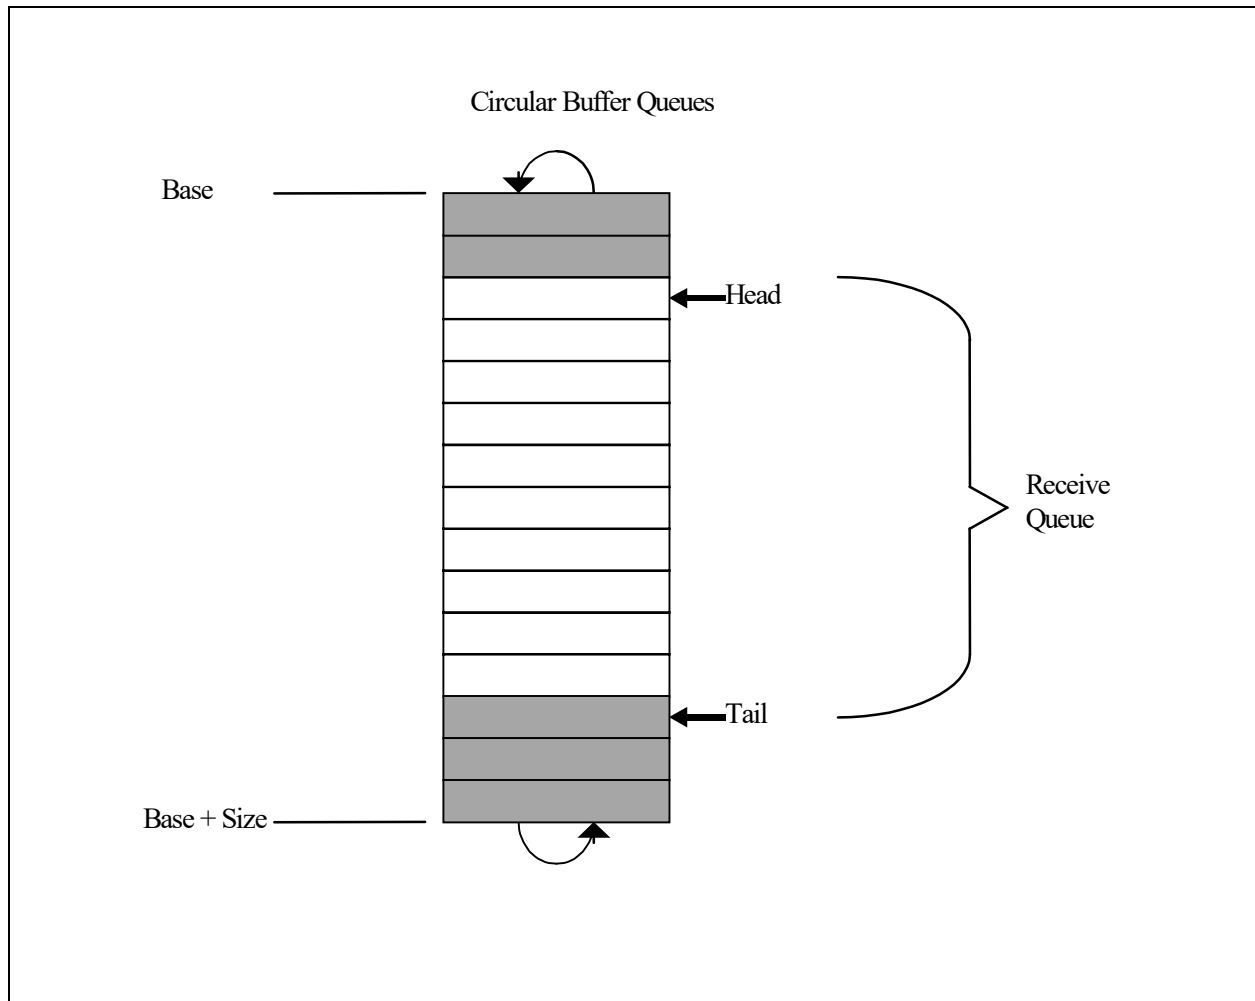 Circular Buffer Queues
Base
Head
Receive
Queue
Tail
Base + Size